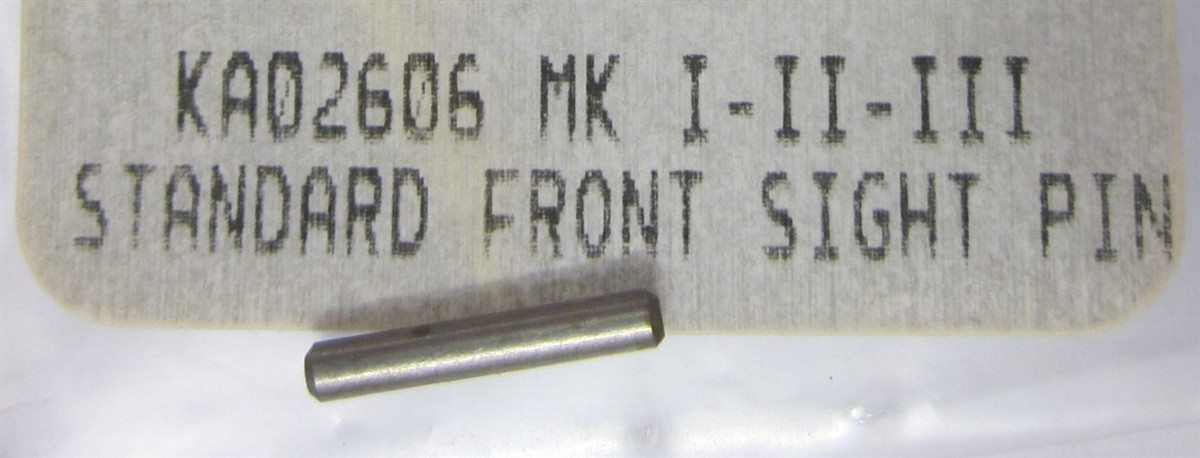 KA02606 MK I-II-III
STANDARD FRONT SIGHT PIN